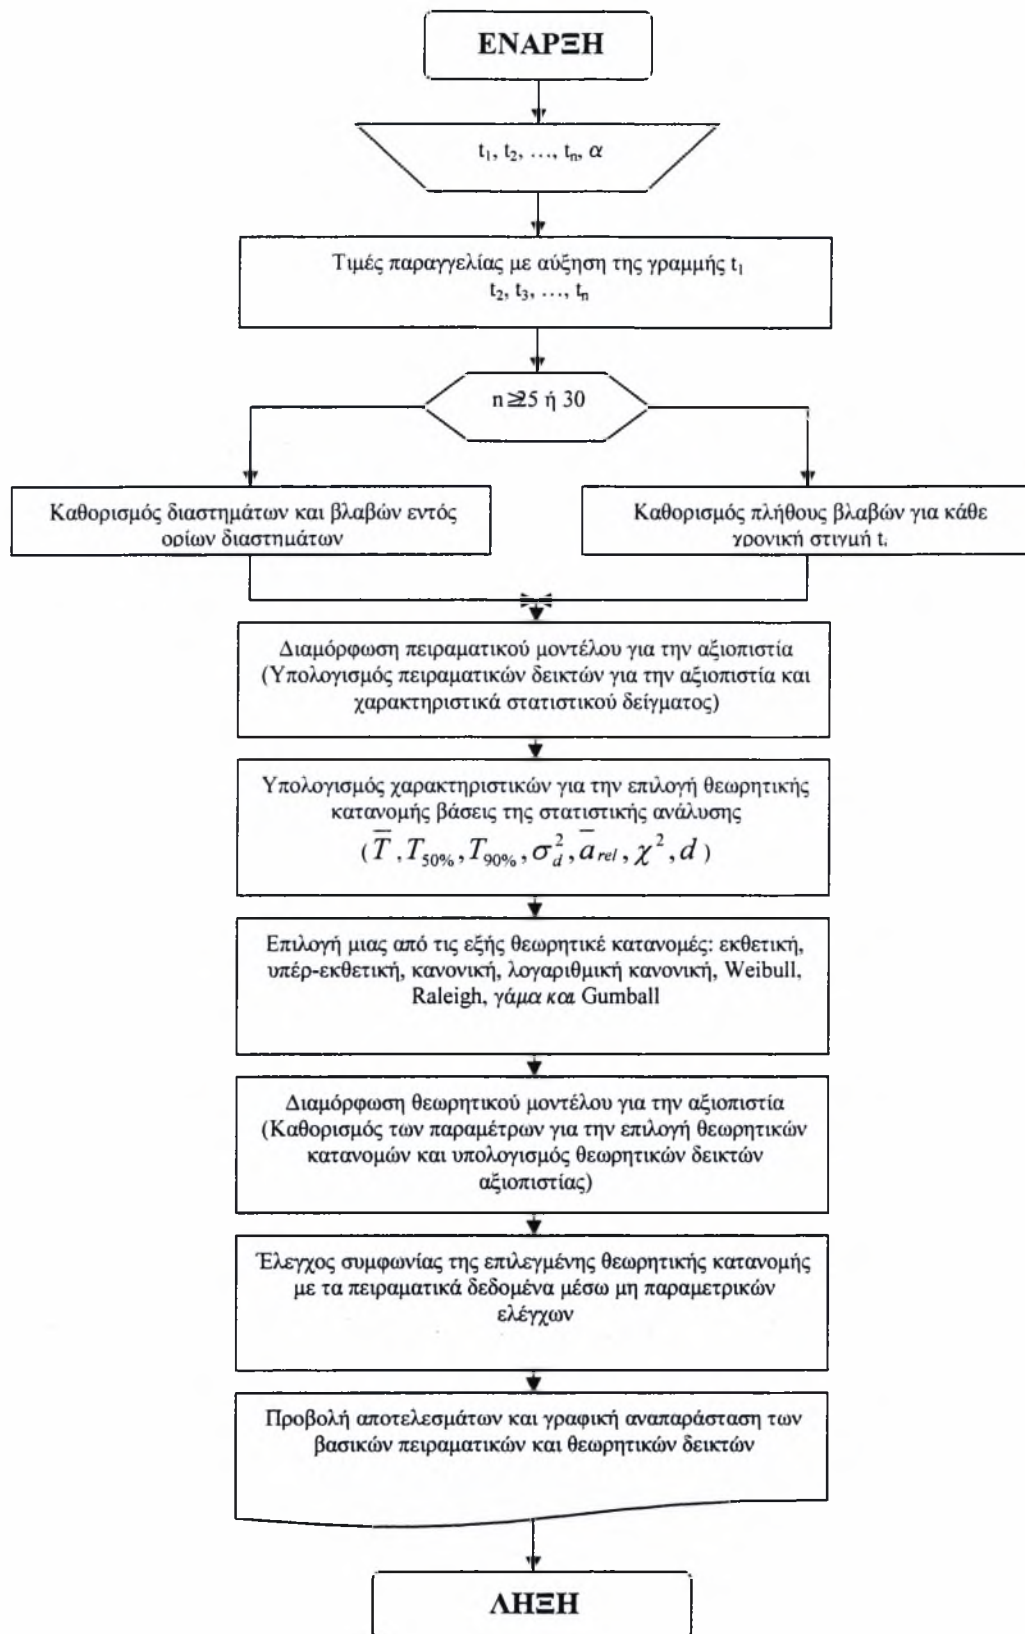 ΕΝΑΡΞΗ
t₁, t₂, …, tₙ, α
Τιμές παραγγελίας με αύξηση της γραμμής t₁
t₂, t₃, …, tₙ
n ≥25 ή 30
Καθορισμός διαστημάτων και βλαβών εντός
ορίων διαστημάτων
Καθορισμός πλήθους βλαβών για κάθε
χρονική στιγμή tᵢ
Διαμόρφωση πειραματικού μοντέλου για την αξιοπιστία
(Υπολογισμός πειραματικών δεικτών για την αξιοπιστία και
χαρακτηριστικά στατιστικού δείγματος)
Υπολογισμός χαρακτηριστικών για την επιλογή θεωρητικής
κατανομής βάσεις της στατιστικής ανάλυσης
( T̅ , T₅₀%, T₉₀%, σ_d², a̅_rel, χ², d )
Επιλογή μιας από τις εξής θεωρητικέ κατανομές: εκθετική,
υπέρ-εκθετική, κανονική, λογαριθμική κανονική, Weibull,
Raleigh, γάμα και Gumball
Διαμόρφωση θεωρητικού μοντέλου για την αξιοπιστία
(Καθορισμός των παραμέτρων για την επιλογή θεωρητικών
κατανομών και υπολογισμός θεωρητικών δεικτών
αξιοπιστίας)
Έλεγχος συμφωνίας της επιλεγμένης θεωρητικής κατανομής
με τα πειραματικά δεδομένα μέσω μη παραμετρικών
ελέγχων
Προβολή αποτελεσμάτων και γραφική αναπαράσταση των
βασικών πειραματικών και θεωρητικών δεικτών
ΛΗΞΗ